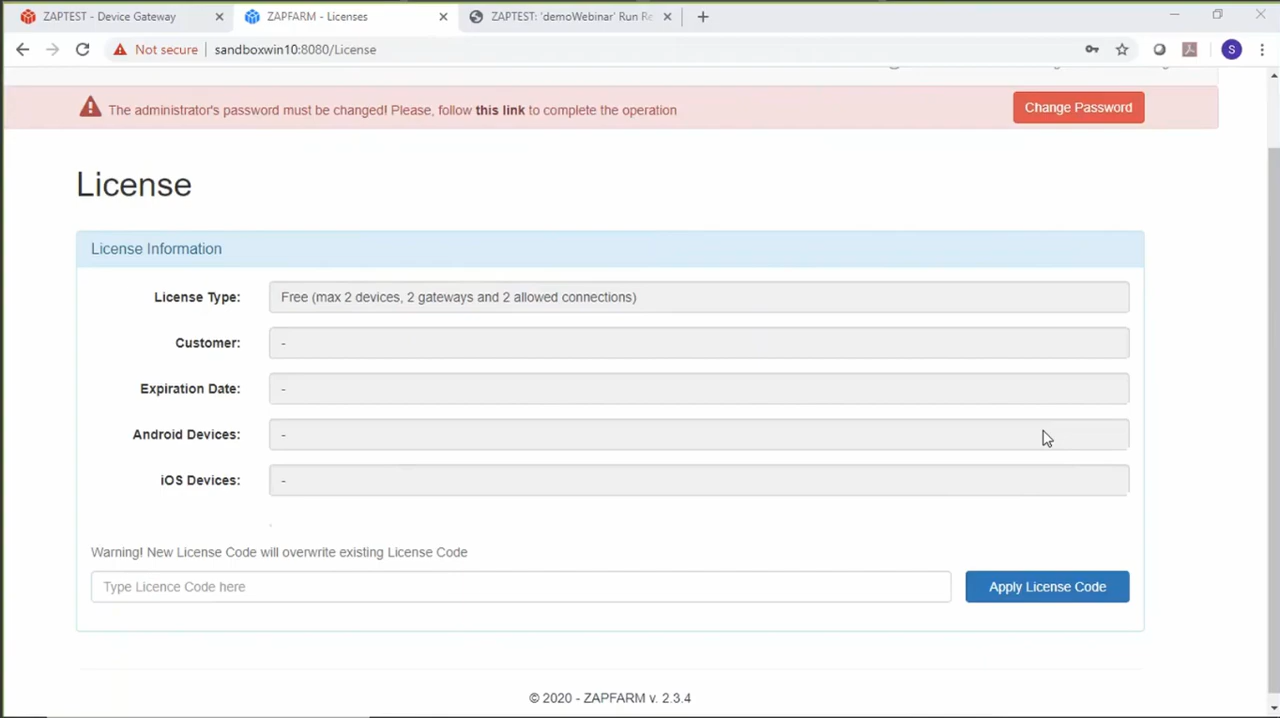 ZAPTEST - Device Gateway
ZAPFARM - Licenses
ZAPTEST: 'demoWebinar' Run Re
Not secure
sandboxwin10:8080/License
S
The administrator's password must be changed! Please, follow this link to complete the operation
Change Password
License
License Information
License Type:
Free (max 2 devices, 2 gateways and 2 allowed connections)
Customer:
-
Expiration Date:
-
Android Devices:
-
iOS Devices:
-
Warning! New License Code will overwrite existing License Code
Type Licence Code here
Apply License Code
© 2020 - ZAPFARM v. 2.3.4